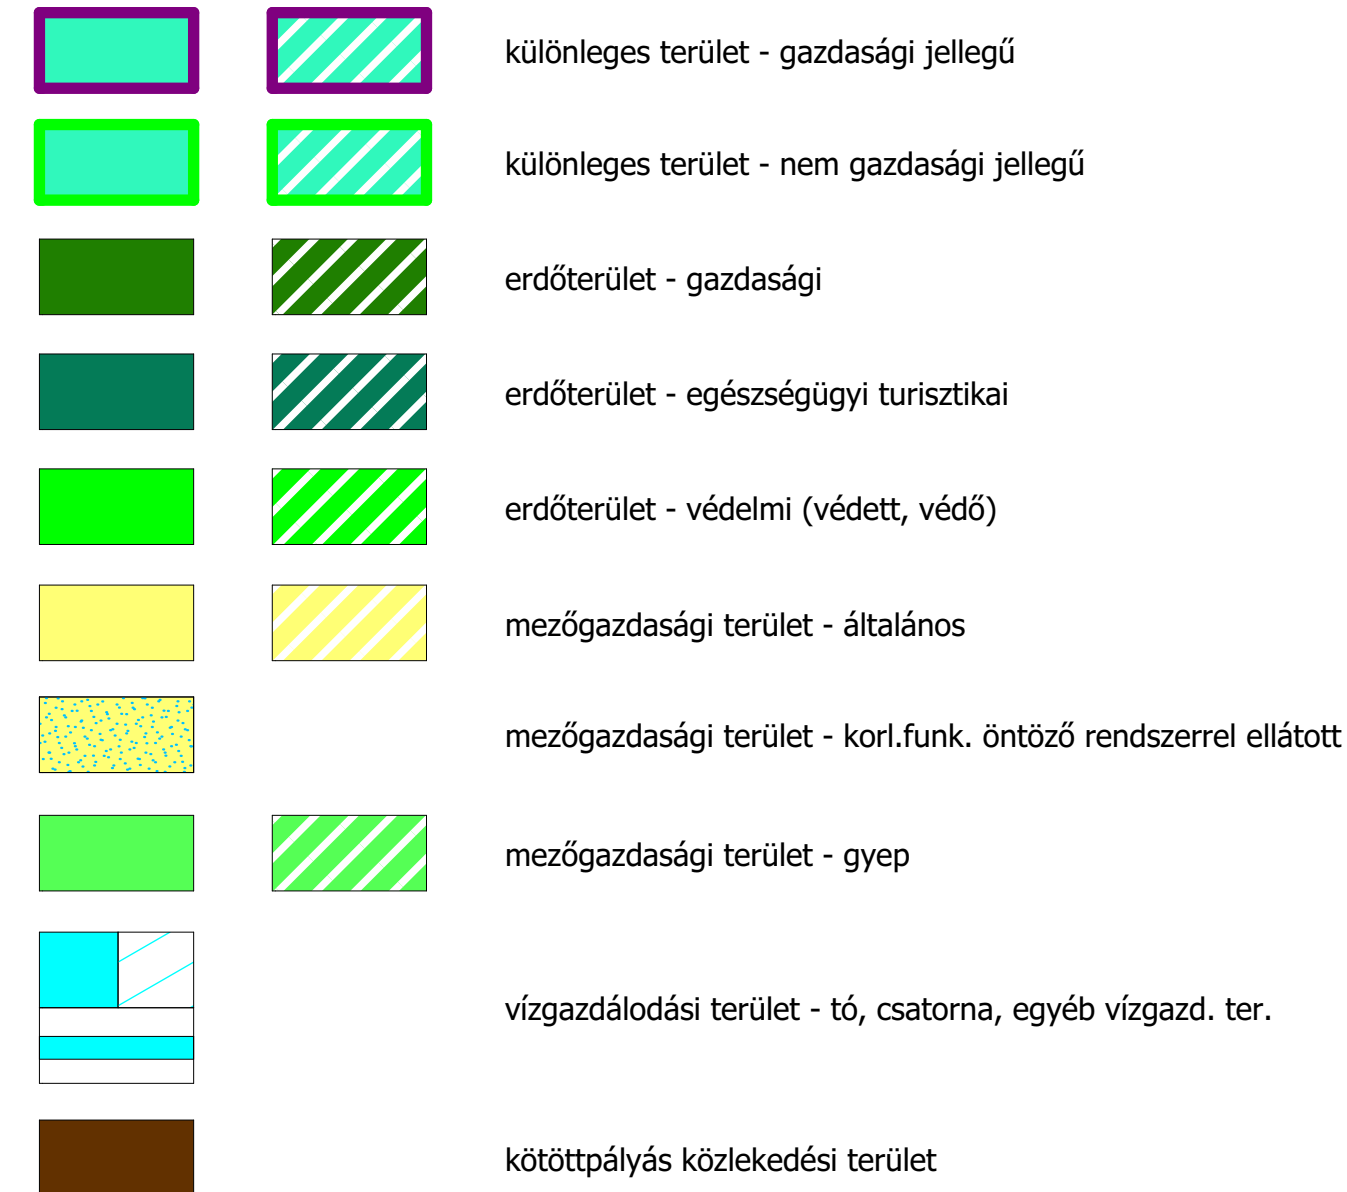 különleges terület - gazdasági jellegű
különleges terület - nem gazdasági jellegű
erdőterület - gazdasági
erdőterület - egészségügyi turisztikai
erdőterület - védelmi (védett, védő)
mezőgazdasági terület - általános
mezőgazdasági terület - korl.funk. öntöző rendszerrel ellátott
mezőgazdasági terület - gyep
vízgazdálodási terület - tó, csatorna, egyéb vízgazd. ter.
kötöttpályás közlekedési terület